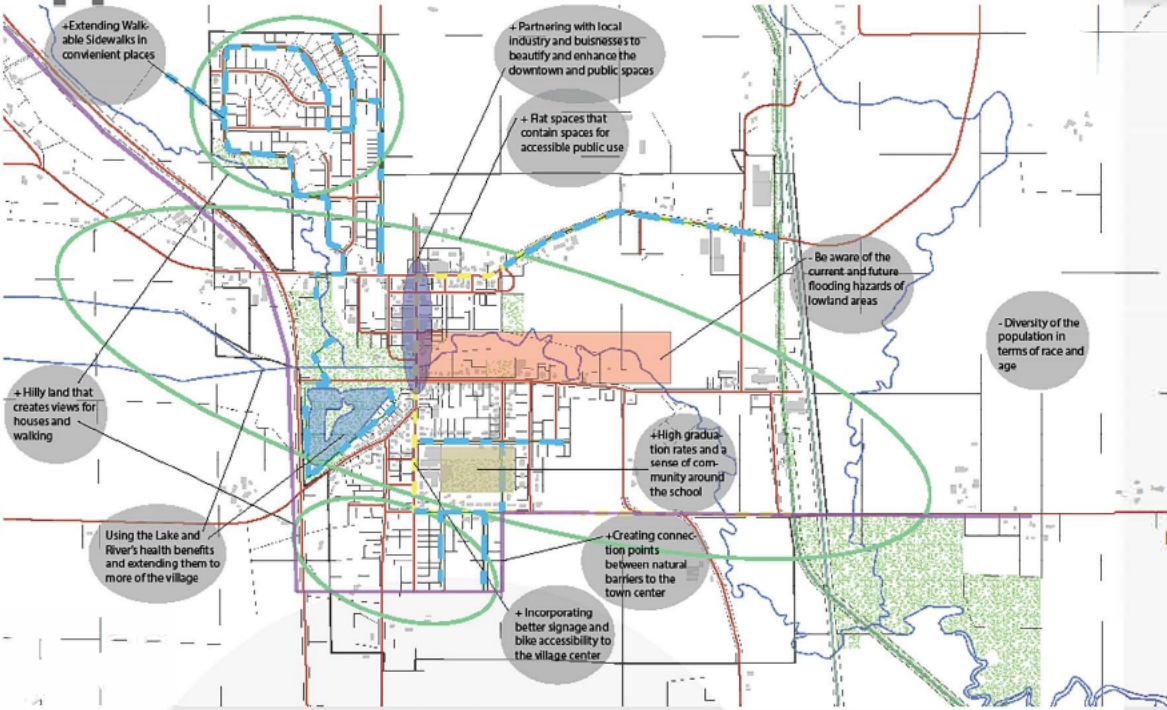 +Extending Walk-
able Sidewalks in
convienient places
+ Partnering with local
industry and buisnesses to
beautify and enhance the
downtown and public spaces
+ Flat spaces that
contain spaces for
accessible public use
- Be aware of the
current and future
flooding hazards of
lowland areas
- Diversity of the
population in
terms of race and
age
+ Hilly land that
creates views for
houses and
walking
+High gradua-
tion rates and a
sense of com-
munity around
the school
Using the Lake and
River's health benefits
and extending them to
more of the village
+Creating connec-
tion points
between natural
barriers to the
town center
+ Incorporating
better signage and
bike accessibility to
the village center